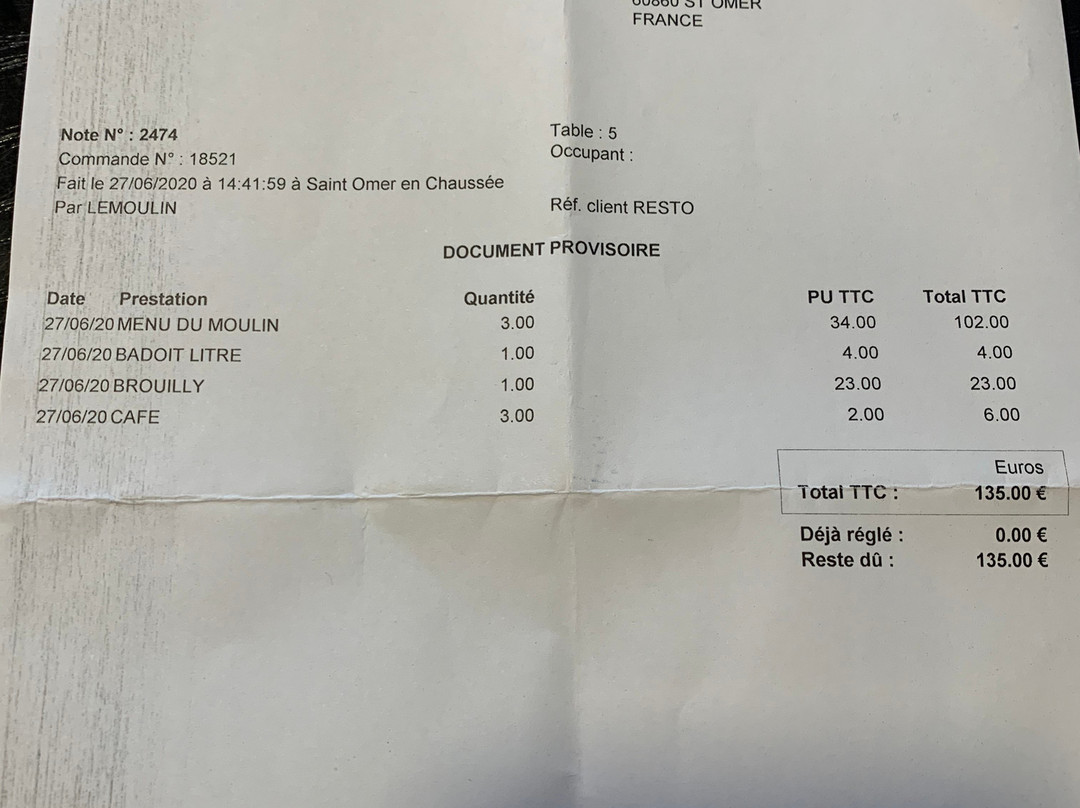 60860 ST OMER
FRANCE
Note N° : 2474
Commande N° : 18521
Fait le 27/06/2020 à 14:41:59 à Saint Omer en Chaussée
Par LEMOULIN
Table : 5
Occupant :
Réf. client RESTO
DOCUMENT PROVISOIRE
Date Prestation Quantité PU TTC Total TTC
27/06/20 MENU DU MOULIN 3.00 34.00 102.00
27/06/20 BADOIT LITRE 1.00 4.00 4.00
27/06/20 BROUILLY 1.00 23.00 23.00
27/06/20 CAFE 3.00 2.00 6.00
Euros
Total TTC : 135.00 €
Déjà réglé : 0.00 €
Reste dû : 135.00 €